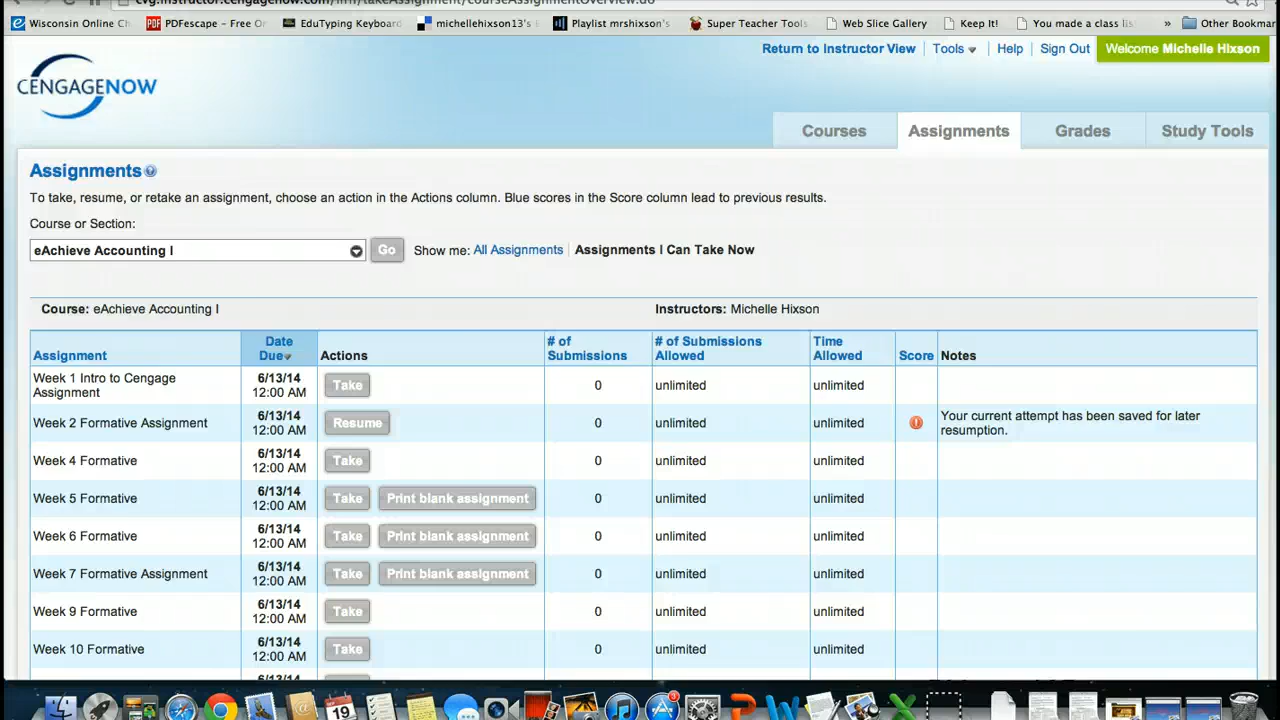 cvg.instructor.cengagenow.com/ilrn/takeAssignment/courseAssignmentOverview.do
Wisconsin Online Ch PDFescape - Free On EduTyping Keyboard michellehixson13's Playlist mrshixson's Super Teacher Tools Web Slice Gallery Keep It! You made a class lis » Other Bookmar
Return to Instructor View Tools Help Sign Out Welcome Michelle Hixson
CENGAGENOW
Courses Assignments Grades Study Tools
Assignments
To take, resume, or retake an assignment, choose an action in the Actions column. Blue scores in the Score column lead to previous results.
Course or Section:
eAchieve Accounting I Go Show me: All Assignments Assignments I Can Take Now
Course: eAchieve Accounting I Instructors: Michelle Hixson
Assignment Date Due Actions # of Submissions # of Submissions Allowed Time Allowed Score Notes
Week 1 Intro to Cengage Assignment 6/13/14 12:00 AM Take 0 unlimited unlimited
Week 2 Formative Assignment 6/13/14 12:00 AM Resume 0 unlimited unlimited Your current attempt has been saved for later resumption.
Week 4 Formative 6/13/14 12:00 AM Take 0 unlimited unlimited
Week 5 Formative 6/13/14 12:00 AM Take Print blank assignment 0 unlimited unlimited
Week 6 Formative 6/13/14 12:00 AM Take Print blank assignment 0 unlimited unlimited
Week 7 Formative Assignment 6/13/14 12:00 AM Take Print blank assignment 0 unlimited unlimited
Week 9 Formative 6/13/14 12:00 AM Take 0 unlimited unlimited
Week 10 Formative 6/13/14 12:00 AM Take 0 unlimited unlimited
19